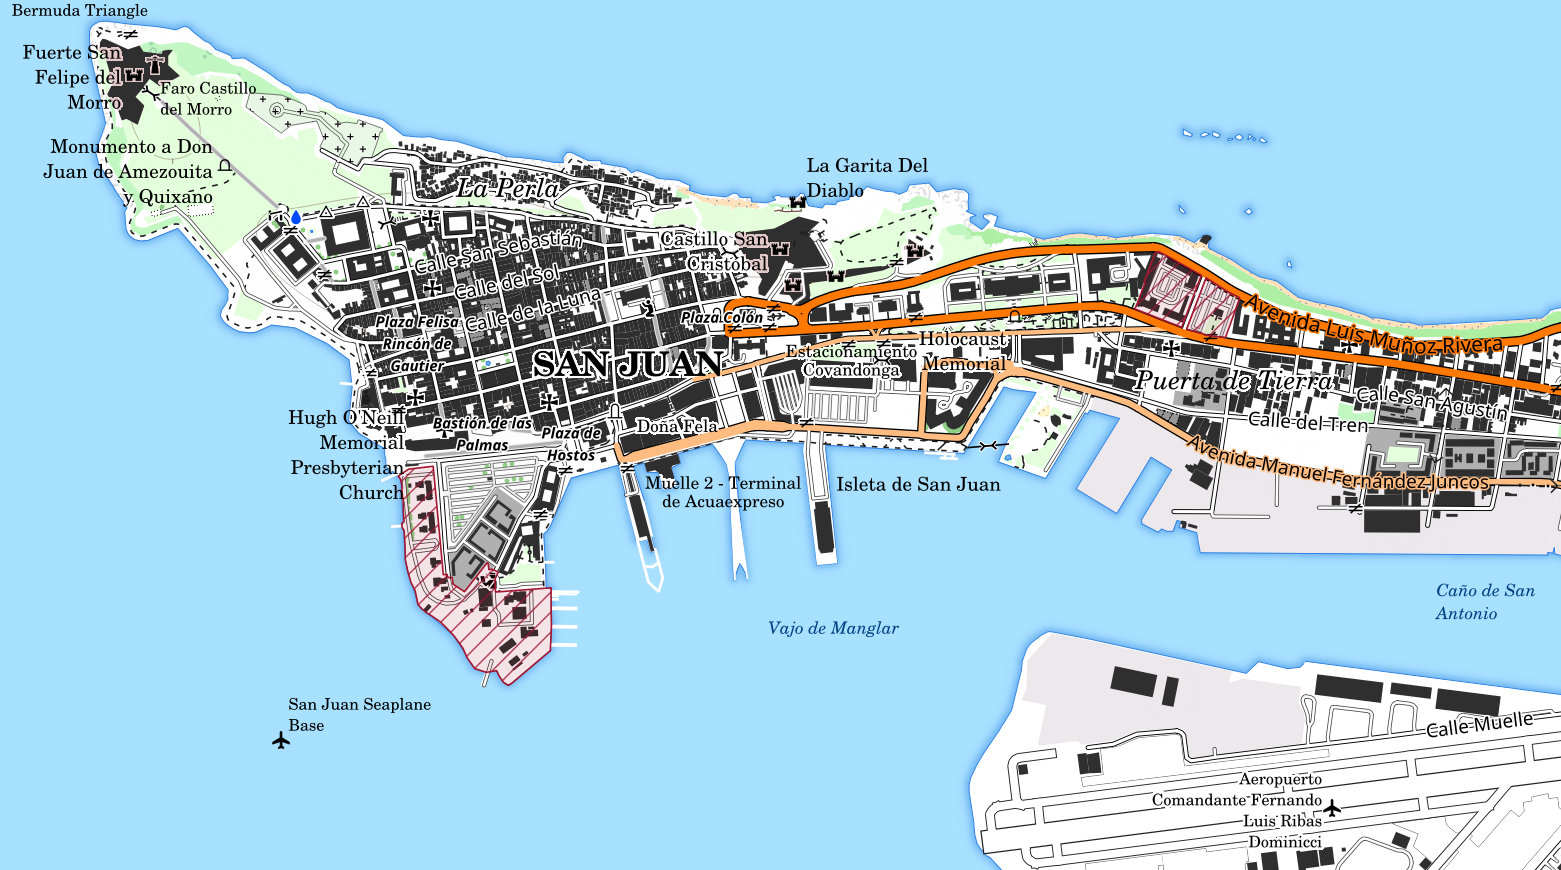 Bermuda Triangle
Fuerte San
Felipe del
Morro
Faro Castillo
del Morro
Monumento a Don
Juan de Amezouita
y Quixano
La Perla
La Garita Del
Diablo
Calle San Sebastián
Castillo San
Cristóbal
Calle del Sol
Calle de la Luna
Plaza Felisa
Rincón de
Gautier
Plaza Colón
SAN JUAN
Estacionamiento
Covandonga
Holocaust
Memorial
Avenida Luis Muñoz Rivera
Puerta de Tierra
Calle San Agustín
Calle del Tren
Avenida Manuel Fernández Juncos
Hugh O'Neill
Memorial
Presbyterian
Church
Bastión de las
Palmas
Plaza de
Hostos
Doña Fela
Muelle 2 - Terminal
de Acuaexpreso
Isleta de San Juan
Caño de San
Antonio
Vajo de Manglar
San Juan Seaplane
Base
Calle Muelle
Aeropuerto
Comandante Fernando
Luis Ribas
Dominicci